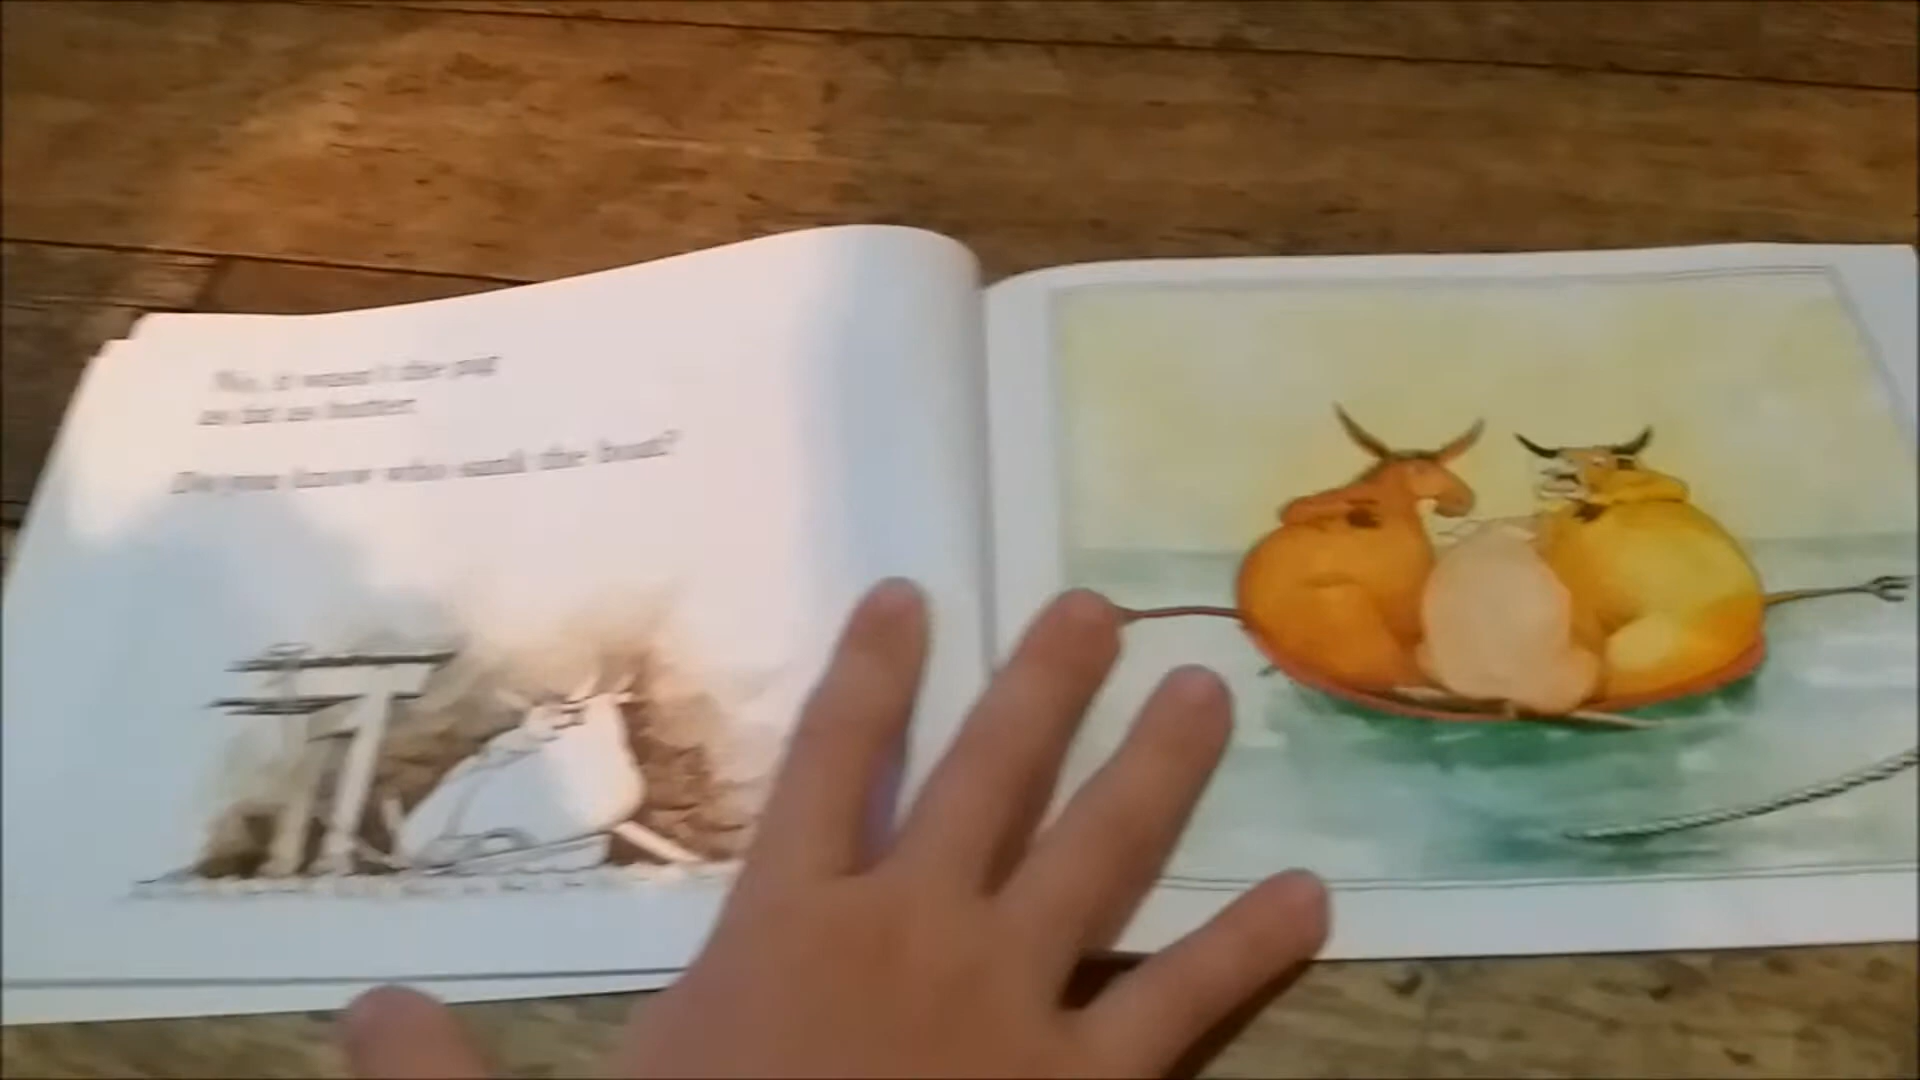 No, it wasn't the pig
as fat as butter.
Do you know who sank the boat?